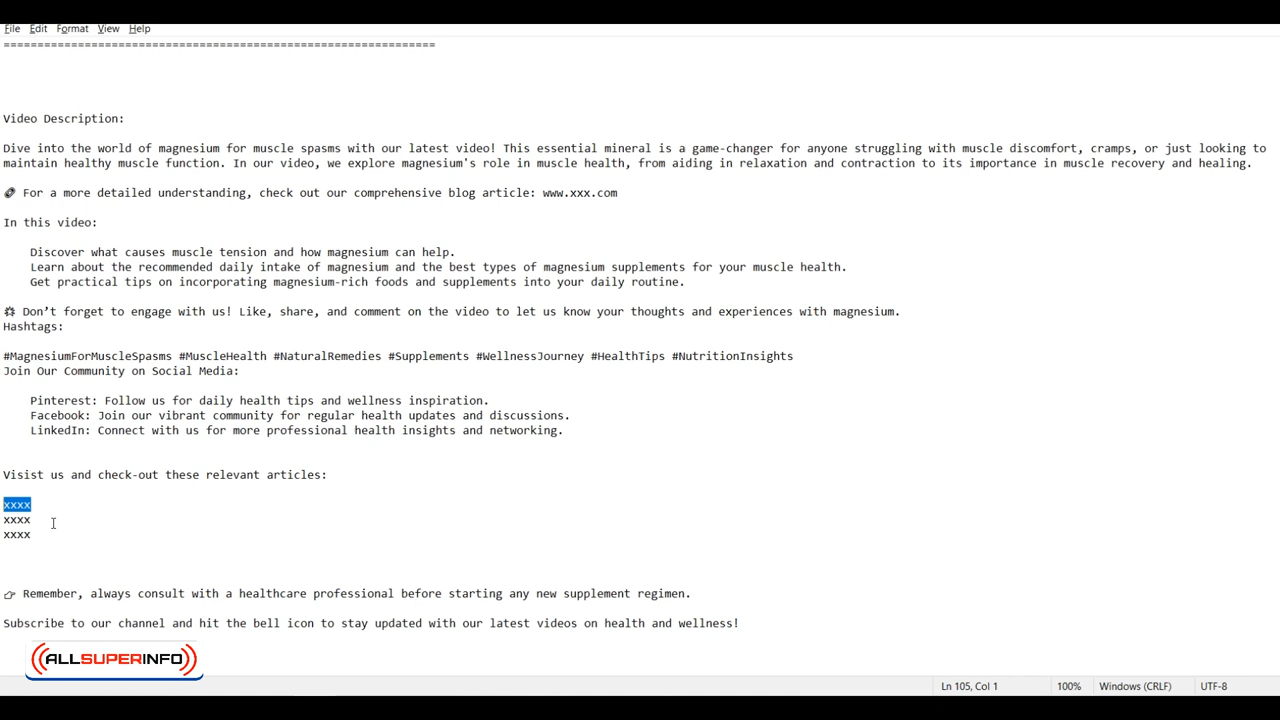 File Edit Format View Help
================================================================
Video Description:
Dive into the world of magnesium for muscle spasms with our latest video! This essential mineral is a game-changer for anyone struggling with muscle discomfort, cramps, or just looking to
maintain healthy muscle function. In our video, we explore magnesium's role in muscle health, from aiding in relaxation and contraction to its importance in muscle recovery and healing.
For a more detailed understanding, check out our comprehensive blog article: www.xxx.com
In this video:
Discover what causes muscle tension and how magnesium can help.
Learn about the recommended daily intake of magnesium and the best types of magnesium supplements for your muscle health.
Get practical tips on incorporating magnesium-rich foods and supplements into your daily routine.
Don’t forget to engage with us! Like, share, and comment on the video to let us know your thoughts and experiences with magnesium.
Hashtags:
#MagnesiumForMuscleSpasms #MuscleHealth #NaturalRemedies #Supplements #WellnessJourney #HealthTips #NutritionInsights
Join Our Community on Social Media:
Pinterest: Follow us for daily health tips and wellness inspiration.
Facebook: Join our vibrant community for regular health updates and discussions.
LinkedIn: Connect with us for more professional health insights and networking.
Visist us and check-out these relevant articles:
xxxx
xxxx
xxxx
👉 Remember, always consult with a healthcare professional before starting any new supplement regimen.
Subscribe to our channel and hit the bell icon to stay updated with our latest videos on health and wellness!
ALLSUPERINFO
Ln 105, Col 1 100% Windows (CRLF) UTF-8